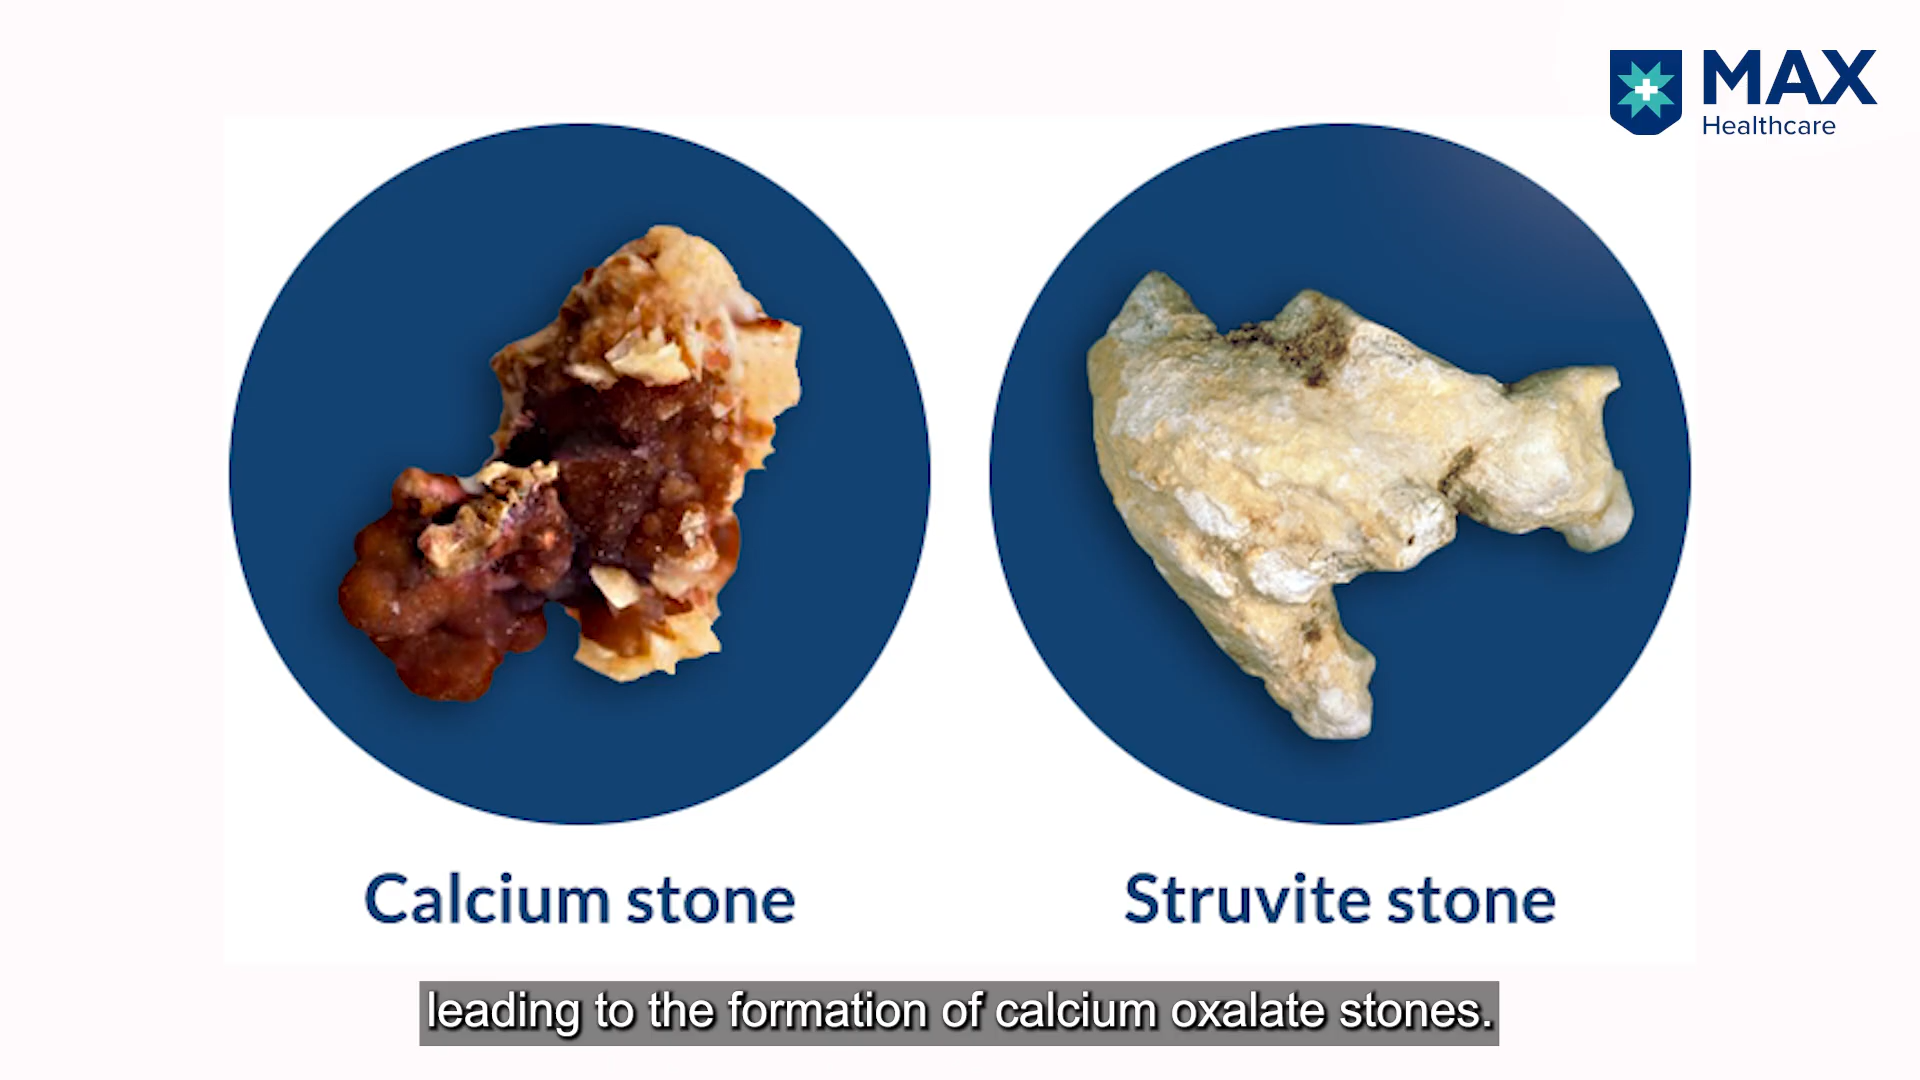 MAX
Healthcare
Calcium stone
Struvite stone
leading to the formation of calcium oxalate stones.